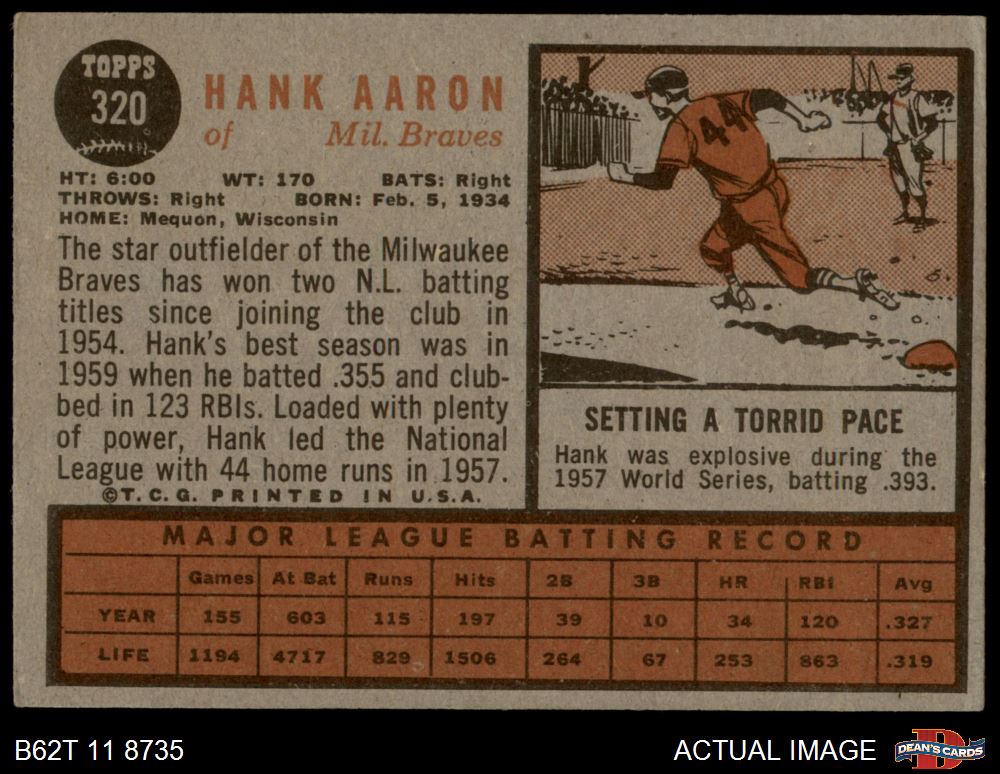 TOPPS
320
HANK AARON
of Mil. Braves
HT: 6:00 WT: 170 BATS: Right
THROWS: Right BORN: Feb. 5, 1934
HOME: Mequon, Wisconsin
The star outfielder of the Milwaukee
Braves has won two N.L. batting
titles since joining the club in
1954. Hank's best season was in
1959 when he batted .355 and club-
bed in 123 RBIs. Loaded with plenty
of power, Hank led the National
League with 44 home runs in 1957.
©T.C.G. PRINTED IN U.S.A.
44
SETTING A TORRID PACE
Hank was explosive during the
1957 World Series, batting .393.
MAJOR LEAGUE BATTING RECORD
Games At Bat Runs Hits 2B 3B HR RBI Avg
YEAR 155 603 115 197 39 10 34 120 .327
LIFE 1194 4717 829 1506 264 67 253 863 .319
B62T 11 8735
ACTUAL IMAGE
D
DEAN'S CARDS